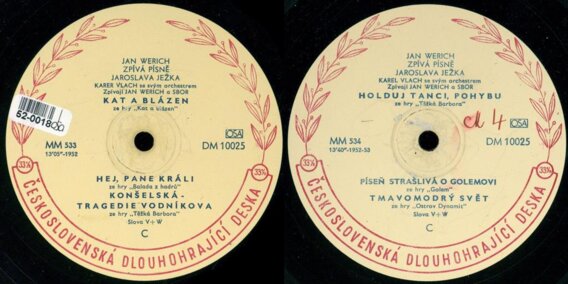 JAN WERICH
ZPÍVÁ PÍSNĚ
JAROSLAVA JEŽKA
KARER VLACH se svým orchestrem
Zpívají JAN WERICH a SBOR
KAT A BLÁZEN
ze hry „Kat a blázen"
MM 533
13'05"-1952
OSA
DM 10025
HEJ, PANE KRÁLI
ze hry "Balada z hadrů"
KONŠELSKÁ-
TRAGEDIE VODNÍKOVA
ze hry "Těžká Barbora"
Slova V+W
C
33⅓
33⅓
ČESKOSLOVENSKÁ DLOUHOHRAJÍCÍ DESKA
JAN WERICH
ZPÍVÁ PÍSNĚ
JAROSLAVA JEŽKA
KAREL VLACH se svým orchestrem
Zpívají JAN WERICH a SBOR
HOLDUJ TANCI, POHYBU
ze hry "Těžká Barbora"
MM 534
13'40"-1952-53
OSA
DM 10025
PÍSEŇ STRAŠLIVÁ O GOLEMOVI
ze hry "Golem"
TMAVOMODRÝ SVĚT
ze hry "Ostrov Dynamit"
Slova V+W
C
33⅓
33⅓
ČESKOSLOVENSKÁ DLOUHOHRAJÍCÍ DESKA